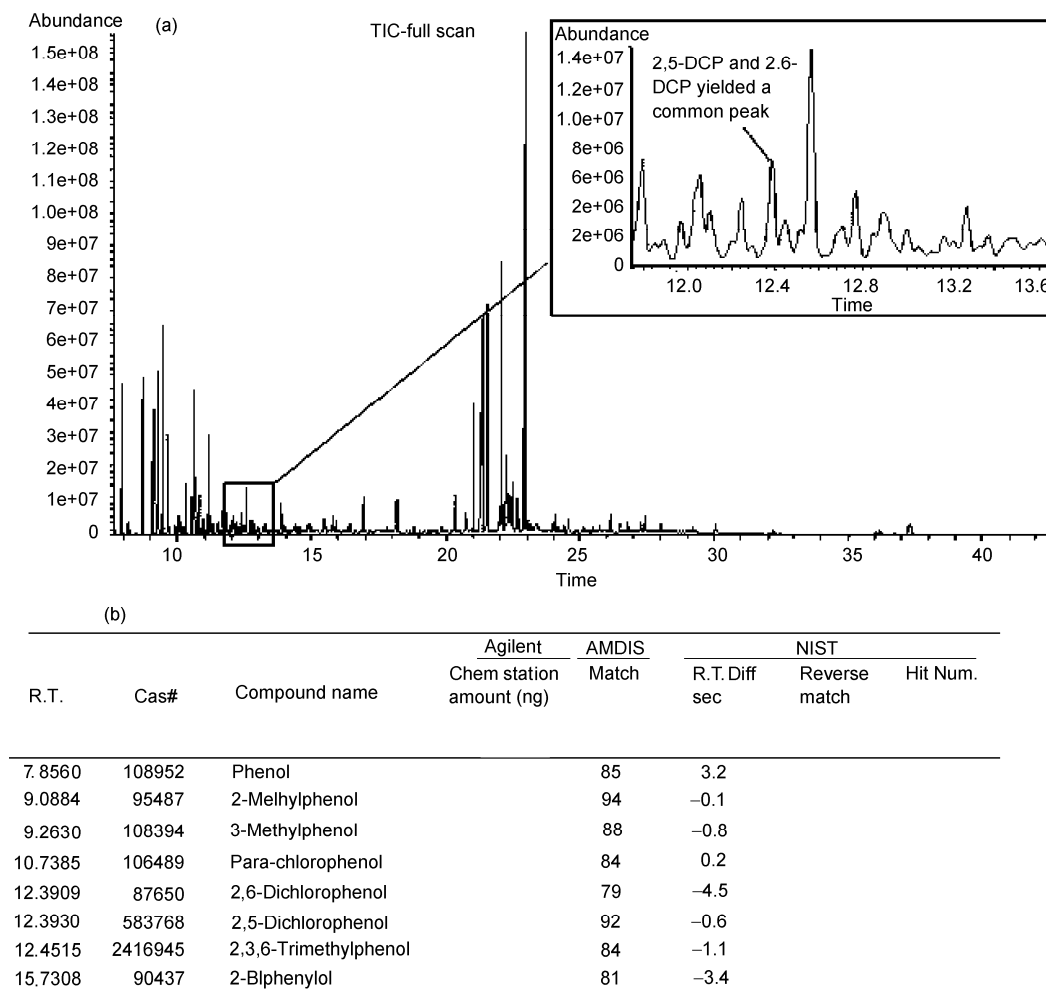 Abundance
(a)
TIC-full scan
1.5e+08
1.4e+08
1.3e+08
1.2e+08
1.1e+08
1.0e+08
9e+07
8e+07
7e+07
6e+07
5e+07
4e+07
3e+07
2e+07
1e+07
0
10 15 20 25 30 35 40
Time
Abundance
1.4e+07
1.2e+07
1.0e+07
8e+06
6e+06
2e+06
2e+06
0
2,5-DCP and 2.6-
DCP yielded a
common peak
12.0 12.4 12.8 13.2 13.6
Time
(b)
Agilent AMDIS NIST
R.T. Cas# Compound name Chem station Match R.T. Diff Reverse Hit Num.
amount (ng) sec match
7.8560 108952 Phenol 85 3.2
9.0884 95487 2-Melhylphenol 94 –0.1
9.2630 108394 3-Methylphenol 88 –0.8
10.7385 106489 Para-chlorophenol 84 0.2
12.3909 87650 2,6-Dichlorophenol 79 –4.5
12.3930 583768 2,5-Dichlorophenol 92 –0.6
12.4515 2416945 2,3,6-Trimethylphenol 84 –1.1
15.7308 90437 2-Blphenylol 81 –3.4